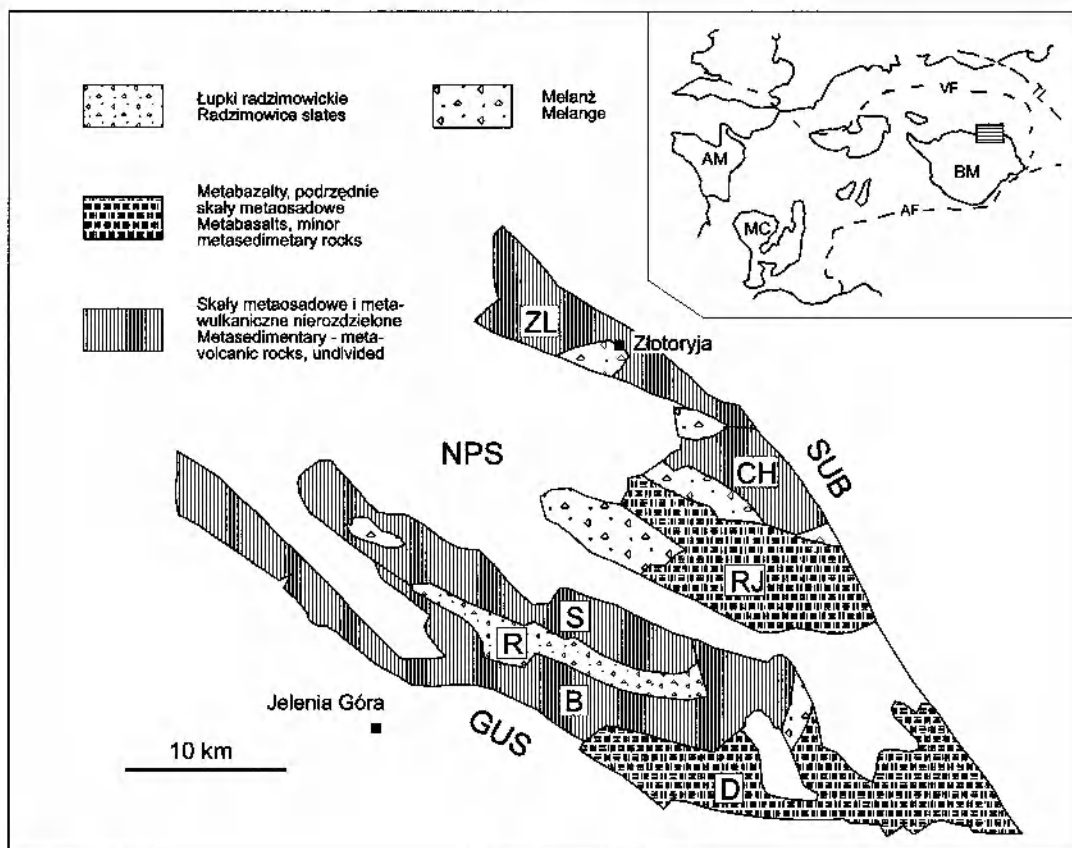 Łupki radzimowickie
Radzimowice slates
Melanż
Melange
Metabazalty, podrzędnie
skały metaosadowe
Metabasalts, minor
metasedimetary rocks
Skały metaosadowe i meta-
wulkaniczne nierozdzielone
Metasedimentary - meta-
volcanic rocks, undivided
VF
AM
BM
MC
AF
ZL
Złotoryja
NPS
CH
SUB
RJ
S
R
B
Jelenia Góra
GUS
10 km
D